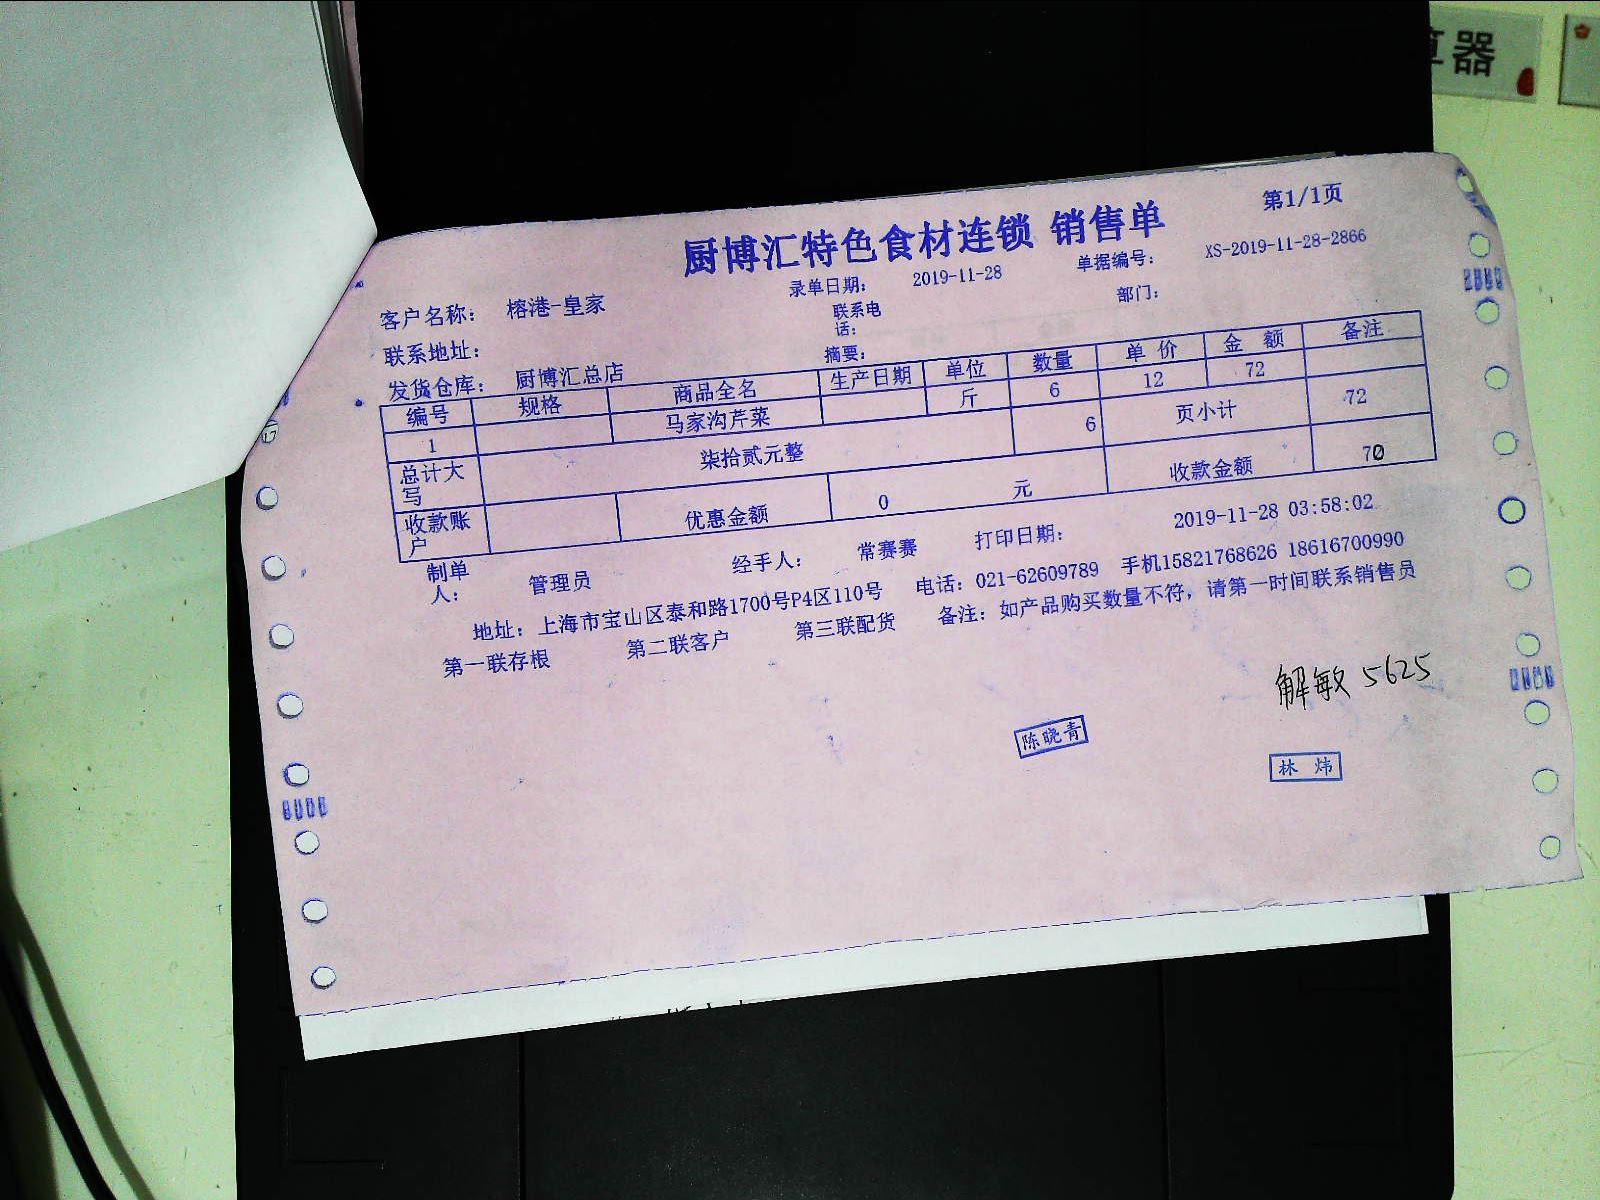 算器
第1/1页
厨博汇特色食材连锁 销售单
录单日期： 2019-11-28 单据编号： XS-2019-11-28-2866
客户名称： 榕港-皇家 联系电话： 部门：
联系地址： 摘要：
发货仓库： 厨博汇总店
编号 规格 商品全名 生产日期 单位 数量 单价 金额 备注
1 马家沟芹菜 斤 6 12 72
总计大写 柒拾贰元整 6 页小计 72
收款账户 优惠金额 0 元 收款金额 70
制单人： 管理员 经手人： 常赛赛 打印日期： 2019-11-28 03:58:02
地址：上海市宝山区泰和路1700号P4区110号 电话：021-62609789 手机15821768626 18616700990
第一联存根 第二联客户 第三联配货 备注：如产品购买数量不符，请第一时间联系销售员
解敏 5625
陈晓青
林炜